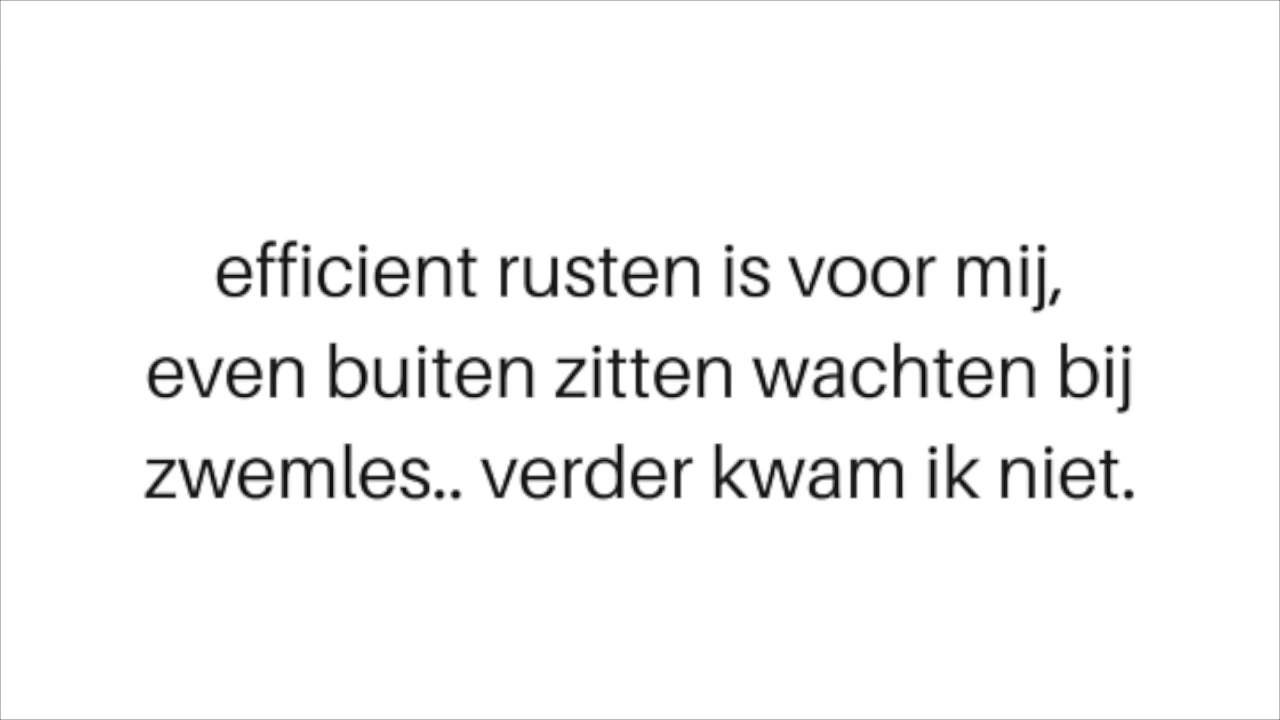 efficient rusten is voor mij,
even buiten zitten wachten bij
zwemles.. verder kwam ik niet.